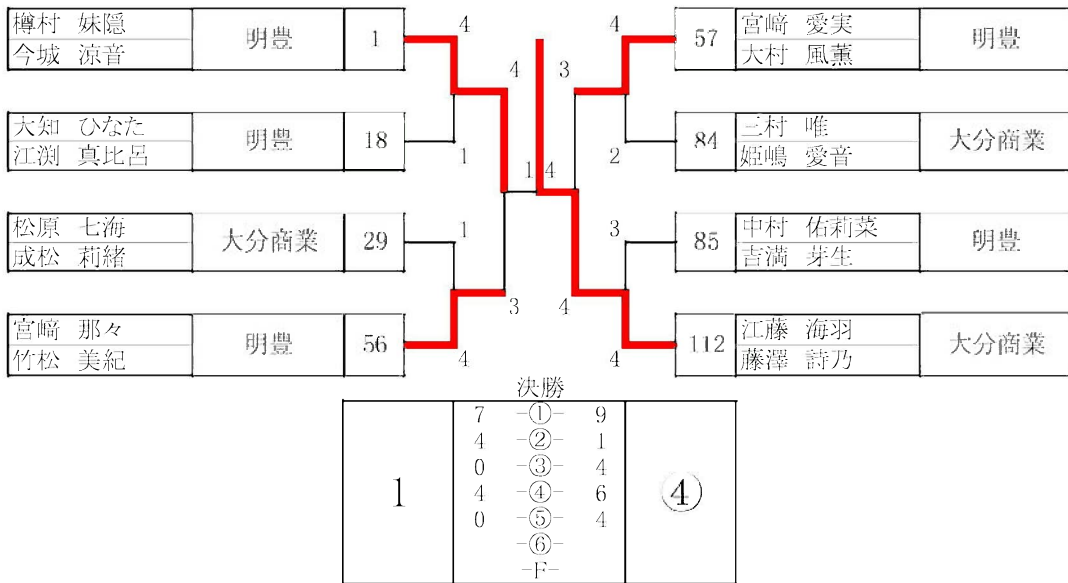 樽村 妹隠
今城 涼音
明豊
1
大知 ひなた
江渕 真比呂
明豊
18
松原 七海
成松 莉緒
大分商業
29
宮﨑 那々
竹松 美紀
明豊
56
4
1
1
4
4
3
1
4
3
4
4
2
3
4
57
宮﨑 愛実
大村 風薫
明豊
84
三村 唯
姫嶋 愛音
大分商業
85
中村 佑莉菜
吉満 芽生
明豊
112
江藤 海羽
藤澤 詩乃
大分商業
決勝
1
7 -①- 9
4 -②- 1
0 -③- 4
4 -④- 6
0 -⑤- 4
-⑥-
-F-
④